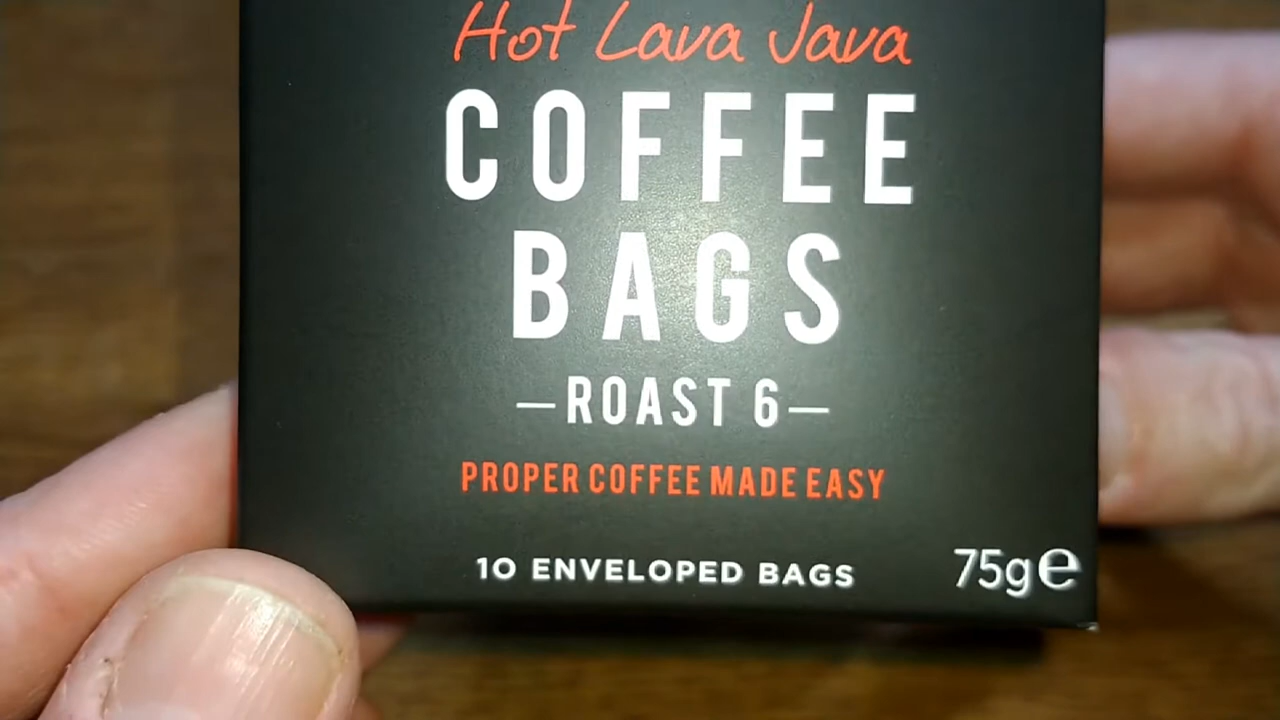 Hot Lava Java
COFFEE
BAGS
—ROAST 6—
PROPER COFFEE MADE EASY
10 ENVELOPED BAGS
75g℮